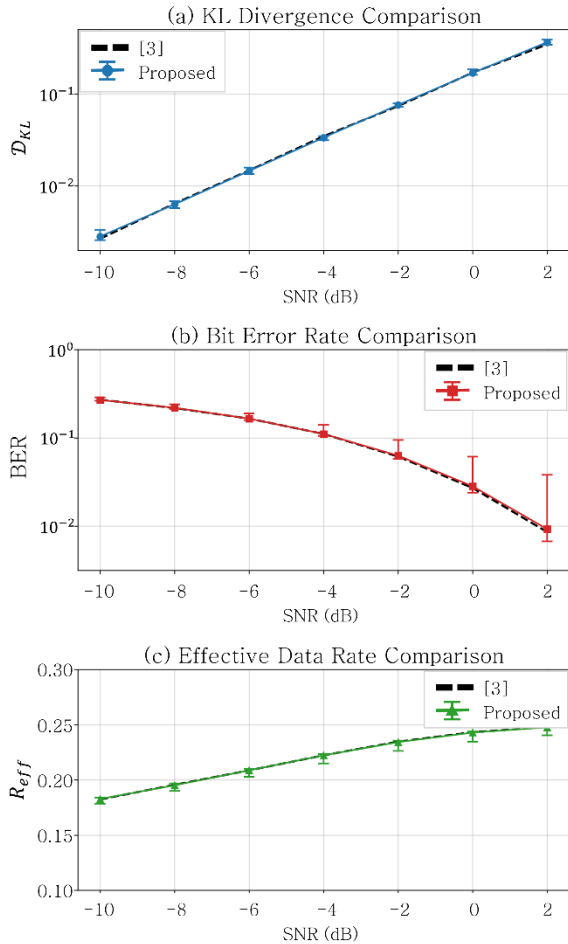 (a) KL Divergence Comparison
[3]
Proposed
10⁻¹
10⁻²
𝒟_KL
-10 -8 -6 -4 -2 0 2
SNR (dB)
(b) Bit Error Rate Comparison
[3]
Proposed
10⁰
10⁻¹
10⁻²
BER
-10 -8 -6 -4 -2 0 2
SNR (dB)
(c) Effective Data Rate Comparison
[3]
Proposed
0.30
0.25
0.20
0.15
0.10
R_eff
-10 -8 -6 -4 -2 0 2
SNR (dB)